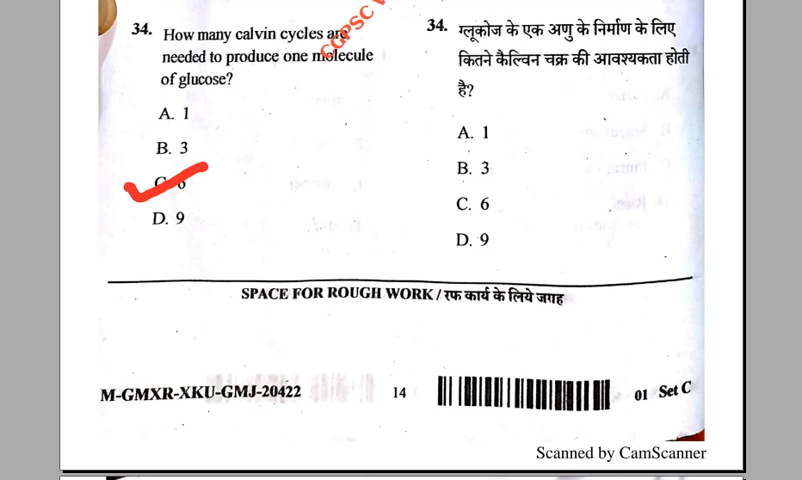 34. How many calvin cycles are
needed to produce one molecule
of glucose?
A. 1
B. 3
C. 6
D. 9
CGPSC
34. ग्लूकोज के एक अणु के निर्माण के लिए
कितने कैल्विन चक्र की आवश्यकता होती
है?
A. 1
B. 3
C. 6
D. 9
SPACE FOR ROUGH WORK / रफ कार्य के लिये जगह
M-GMXR-XKU-GMJ-20422
14
01 Set C
Scanned by CamScanner